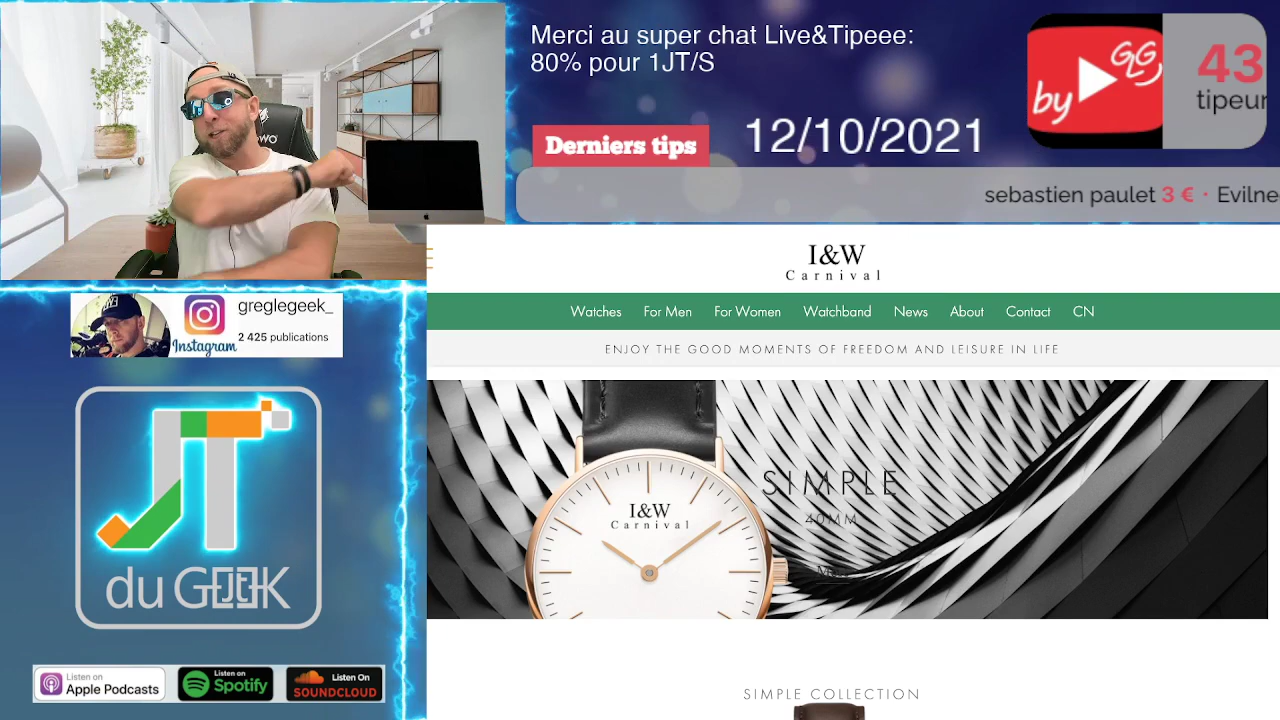 Merci au super chat Live&Tipeee:
80% pour 1JT/S
by GLG
43
tipeur
Derniers tips
12/10/2021
sebastien paulet 3 € · Evilne
I&W
Carnival
Watches For Men For Women Watchband News About Contact CN
ENJOY THE GOOD MOMENTS OF FREEDOM AND LEISURE IN LIFE
greglegeek_
Instagram
2 425 publications
SIMPLE
40MM
I&W
Carnival
JT
du GEEK
Listen on
Apple Podcasts
Listen on
Spotify
Listen On
SOUNDCLOUD
SIMPLE COLLECTION